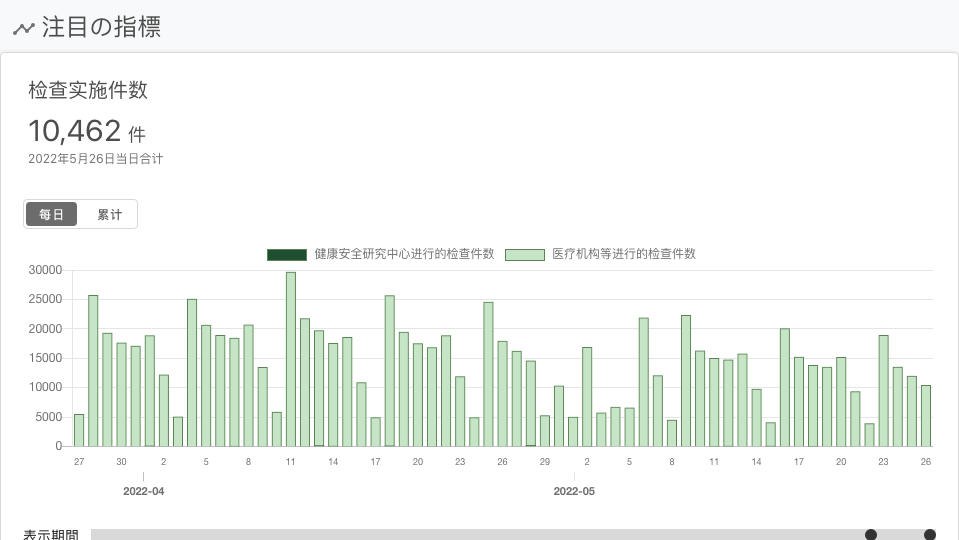 注目の指標
检查实施件数
10,462 件
2022年5月26日当日合计
每日 累计
健康安全研究中心进行的检查件数 医疗机构等进行的检查件数
30000
25000
20000
15000
10000
5000
0
27 30 2 5 8 11 14 17 20 23 26 29 2 5 8 11 14 17 20 23 26
2022-04 2022-05
表示期間